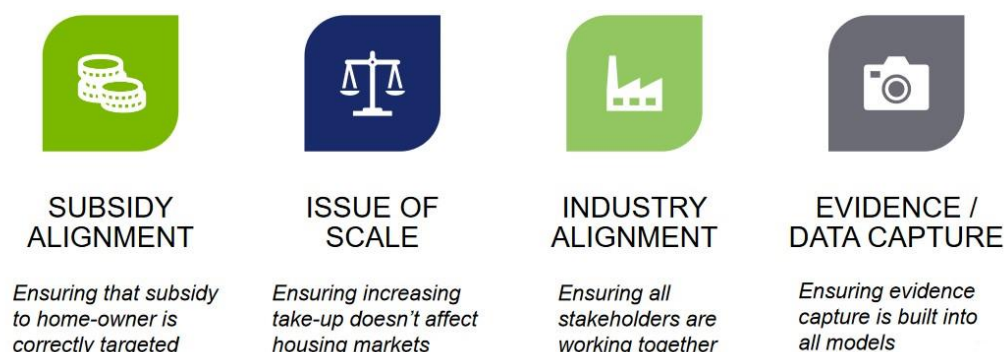 SUBSIDY
ALIGNMENT
Ensuring that subsidy
to home-owner is
correctly targeted
ISSUE OF
SCALE
Ensuring increasing
take-up doesn't affect
housing markets
INDUSTRY
ALIGNMENT
Ensuring all
stakeholders are
working together
EVIDENCE /
DATA CAPTURE
Ensuring evidence
capture is built into
all models